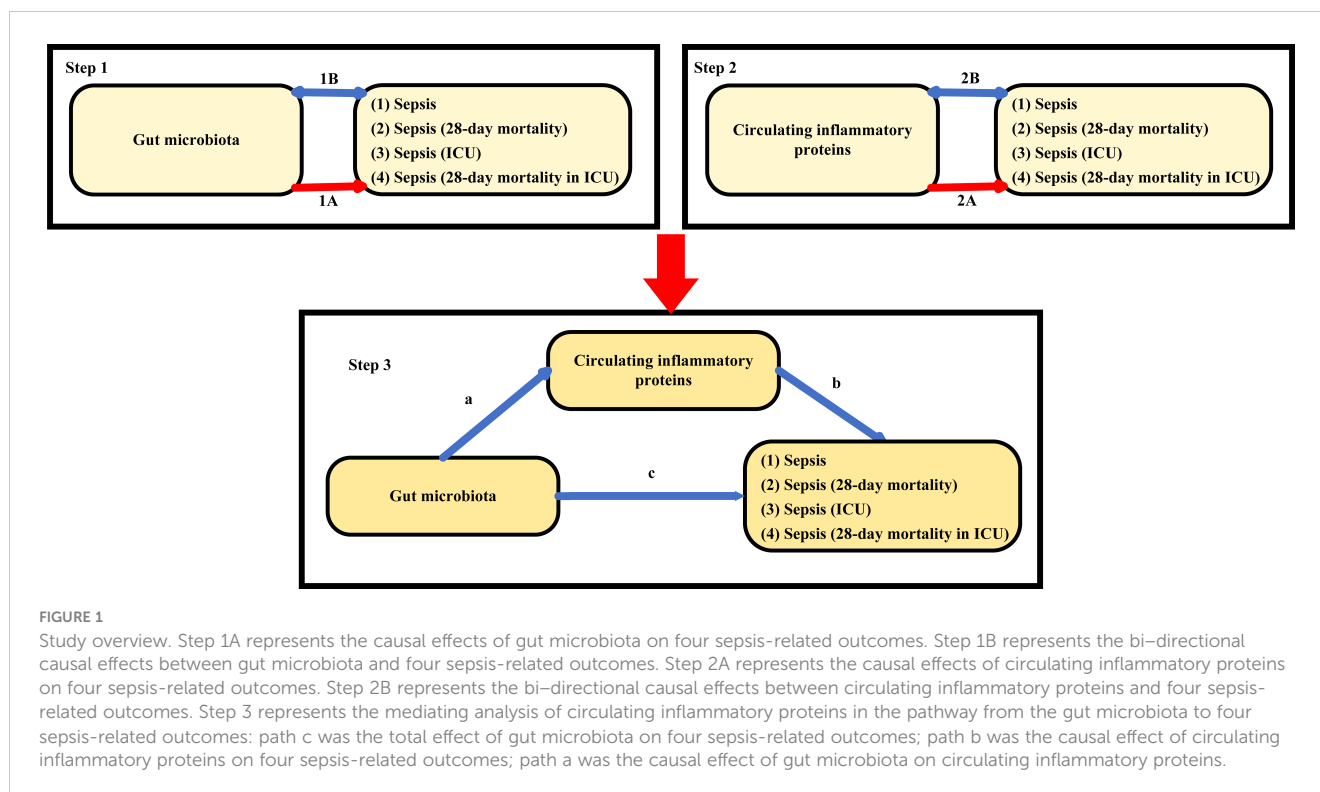 Step 1
1B
Gut microbiota
(1) Sepsis
(2) Sepsis (28-day mortality)
(3) Sepsis (ICU)
(4) Sepsis (28-day mortality in ICU)
1A
Step 2
2B
Circulating inflammatory
proteins
(1) Sepsis
(2) Sepsis (28-day mortality)
(3) Sepsis (ICU)
(4) Sepsis (28-day mortality in ICU)
2A
Step 3
Circulating inflammatory
proteins
a
b
Gut microbiota
c
(1) Sepsis
(2) Sepsis (28-day mortality)
(3) Sepsis (ICU)
(4) Sepsis (28-day mortality in ICU)
FIGURE 1
Study overview. Step 1A represents the causal effects of gut microbiota on four sepsis-related outcomes. Step 1B represents the bi–directional
causal effects between gut microbiota and four sepsis-related outcomes. Step 2A represents the causal effects of circulating inflammatory proteins
on four sepsis-related outcomes. Step 2B represents the bi–directional causal effects between circulating inflammatory proteins and four sepsis-
related outcomes. Step 3 represents the mediating analysis of circulating inflammatory proteins in the pathway from the gut microbiota to four
sepsis-related outcomes: path c was the total effect of gut microbiota on four sepsis-related outcomes; path b was the causal effect of circulating
inflammatory proteins on four sepsis-related outcomes; path a was the causal effect of gut microbiota on circulating inflammatory proteins.